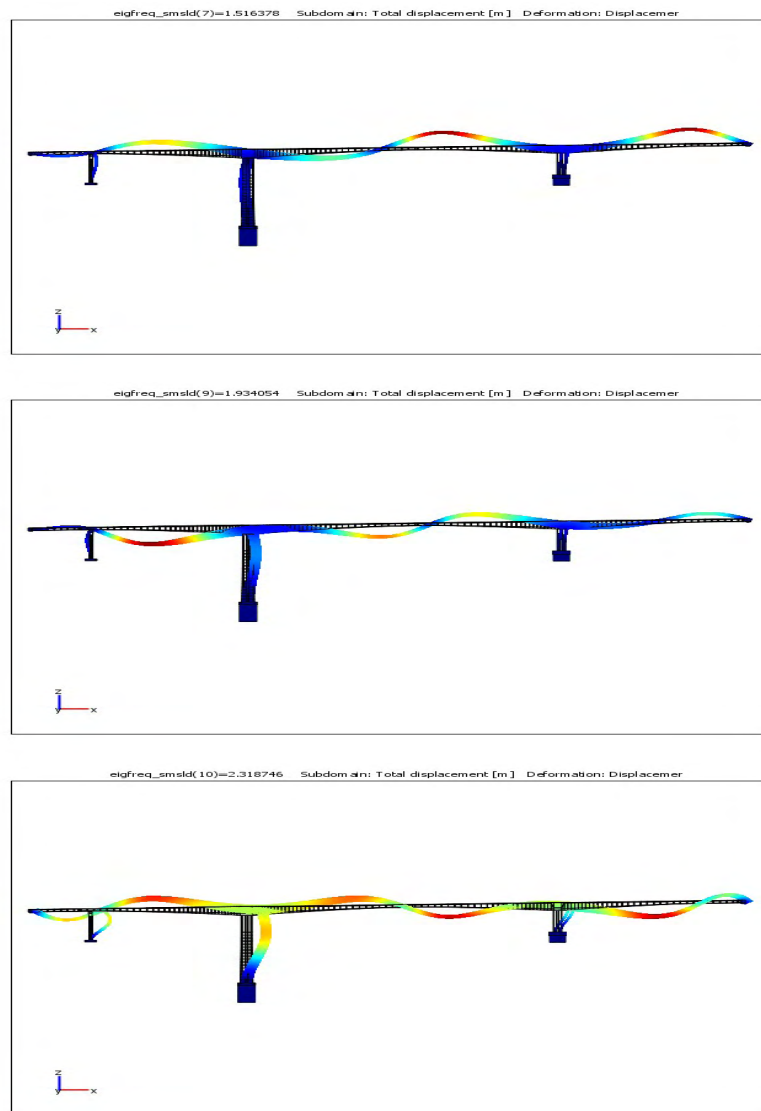 eigfreq_smsld(7)=1.516378 Subdomain: Total displacement [m] Deformation: Displacemer
z
y x
eigfreq_smsld(9)=1.934054 Subdomain: Total displacement [m] Deformation: Displacemer
z
y x
eigfreq_smsld(10)=2.318746 Subdomain: Total displacement [m] Deformation: Displacemer
z
y x